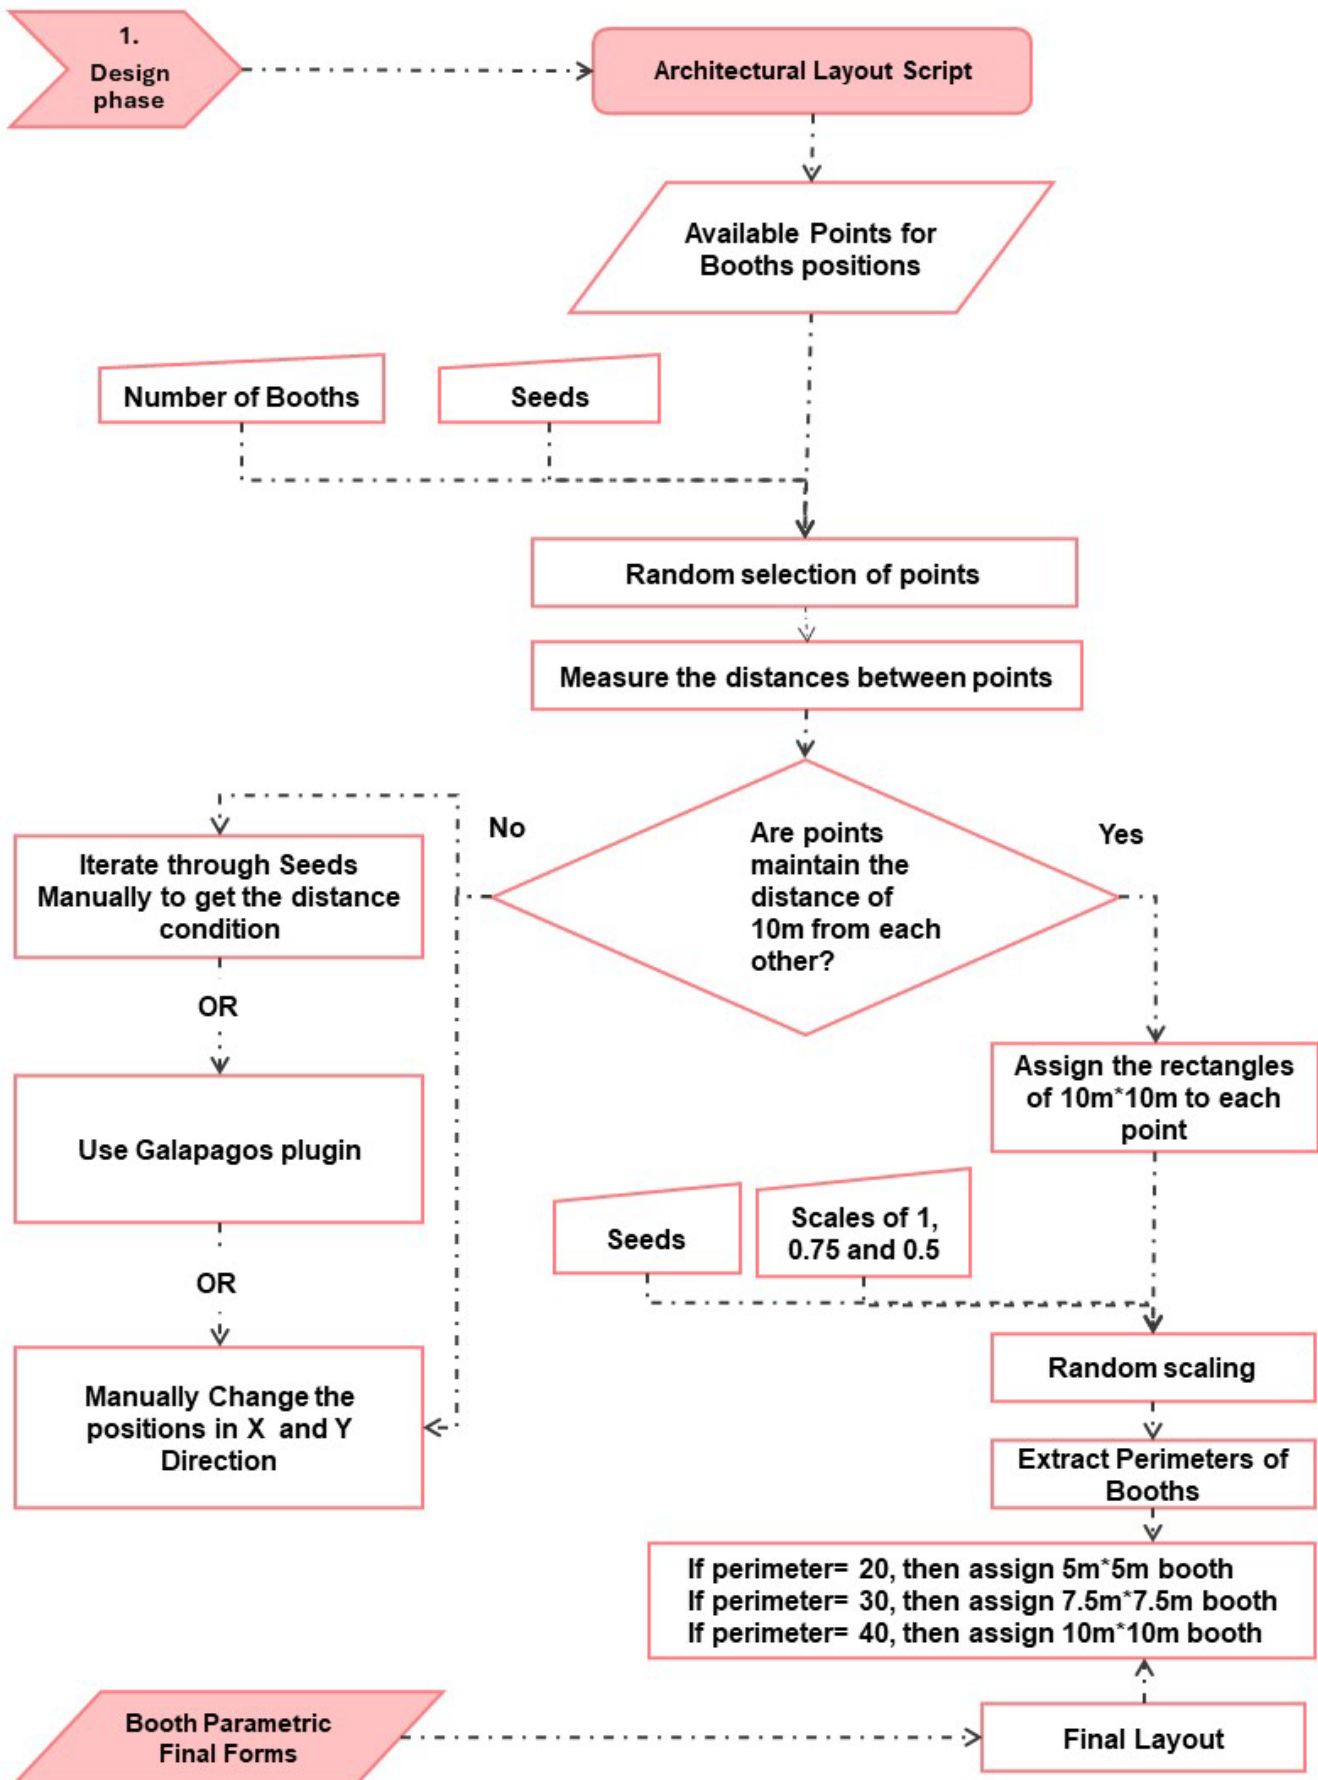 1.
Design
phase
Architectural Layout Script
Available Points for
Booths positions
Number of Booths
Seeds
Random selection of points
Measure the distances between points
No
Are points
maintain the
distance of
10m from each
other?
Yes
Iterate through Seeds
Manually to get the distance
condition
OR
Use Galapagos plugin
OR
Manually Change the
positions in X and Y
Direction
Assign the rectangles
of 10m*10m to each
point
Seeds
Scales of 1,
0.75 and 0.5
Random scaling
Extract Perimeters of
Booths
If perimeter= 20, then assign 5m*5m booth
If perimeter= 30, then assign 7.5m*7.5m booth
If perimeter= 40, then assign 10m*10m booth
Booth Parametric
Final Forms
Final Layout